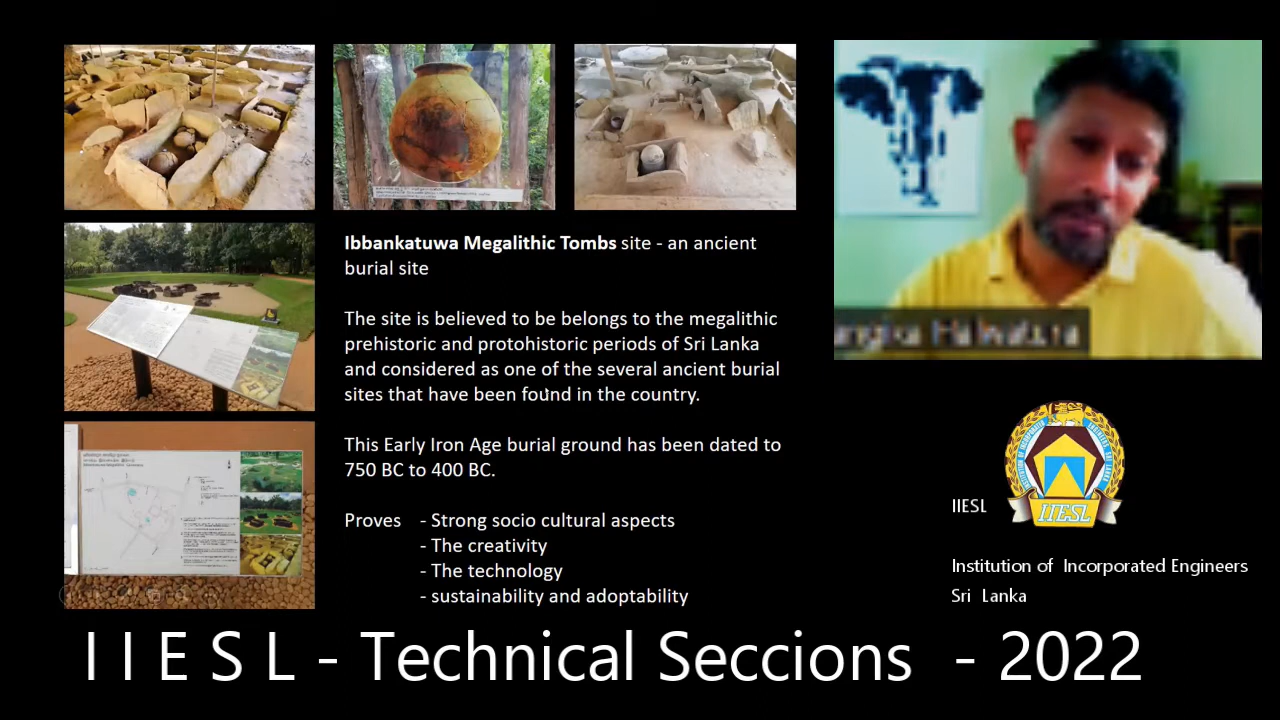 Ibbankatuwa Megalithic Tombs site - an ancient
burial site
The site is believed to be belongs to the megalithic
prehistoric and protohistoric periods of Sri Lanka
and considered as one of the several ancient burial
sites that have been found in the country.
This Early Iron Age burial ground has been dated to
750 BC to 400 BC.
Proves - Strong socio cultural aspects
- The creativity
- The technology
- sustainability and adoptability
Halwatura
IIESL
IIESL
Institution of Incorporated Engineers
Sri Lanka
I I E S L - Technical Seccions - 2022